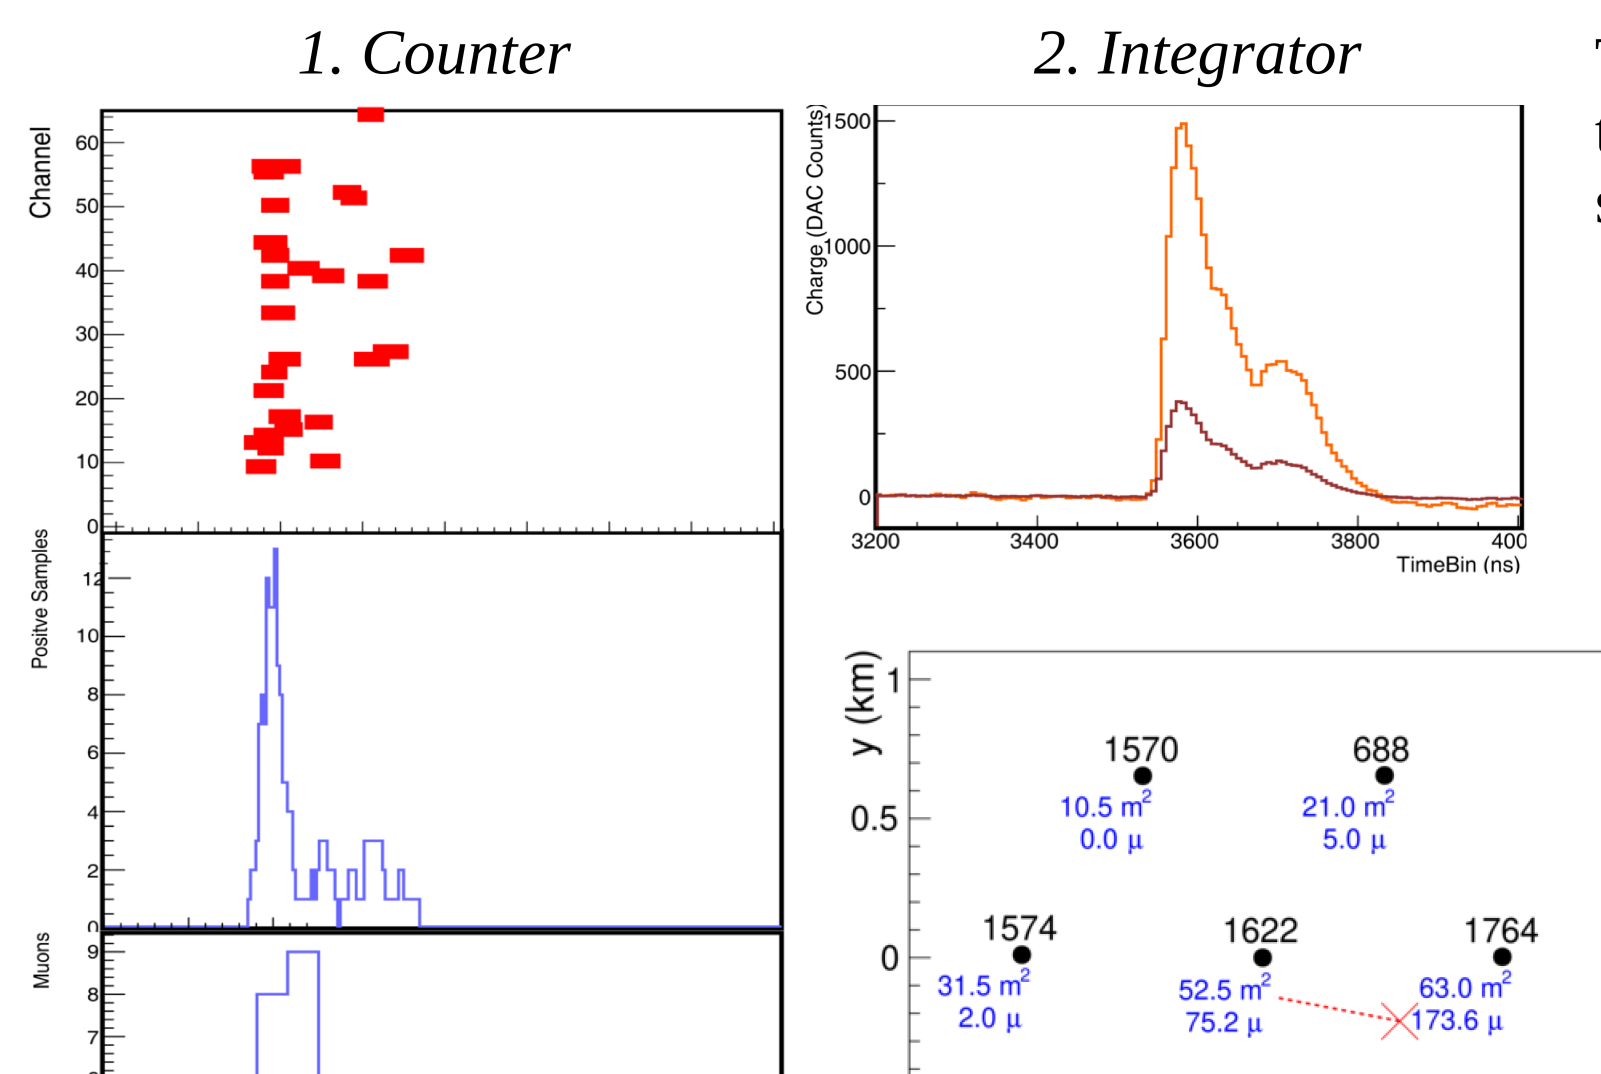 1. Counter
Channel
60
50
40
30
20
10
0
Positve Samples
12
10
8
6
4
2
0
Muons
9
8
7
2. Integrator
Charge (DAC Counts)
1500
1000
500
0
3200
3400
3600
3800
400
TimeBin (ns)
y (km)
1
0.5
0
1570
10.5 m²
0.0 μ
688
21.0 m²
5.0 μ
1574
31.5 m²
2.0 μ
1622
52.5 m²
75.2 μ
1764
63.0 m²
173.6 μ